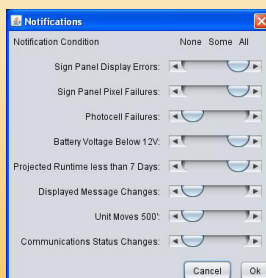 Notifications
Notification Condition None Some All
Sign Panel Display Errors:
Sign Panel Pixel Failures:
Photocell Failures:
Battery Voltage Below 12V:
Projected Runtime less than 7 Days:
Displayed Message Changes:
Unit Moves 500':
Communications Status Changes:
Cancel Ok